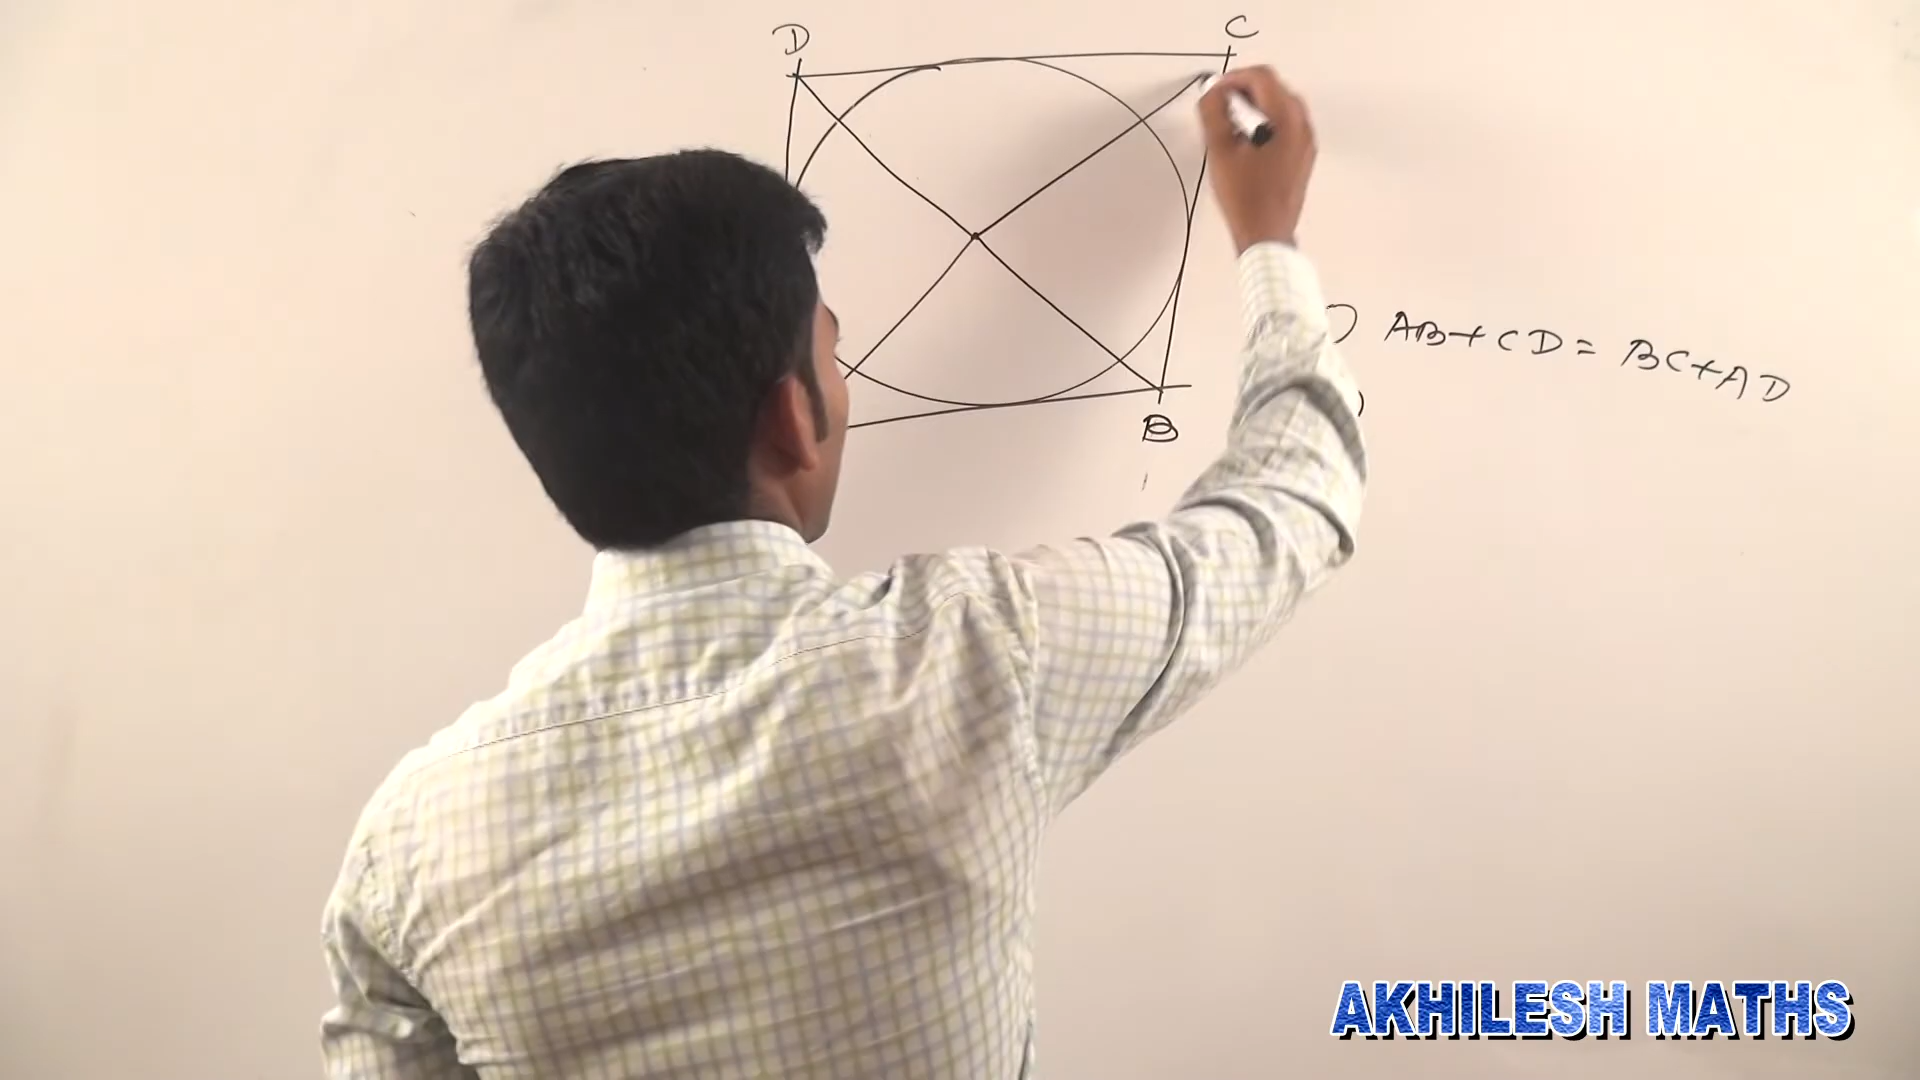 D
C
) AB+CD = BC+AD
)
B
AKHILESH MATHS